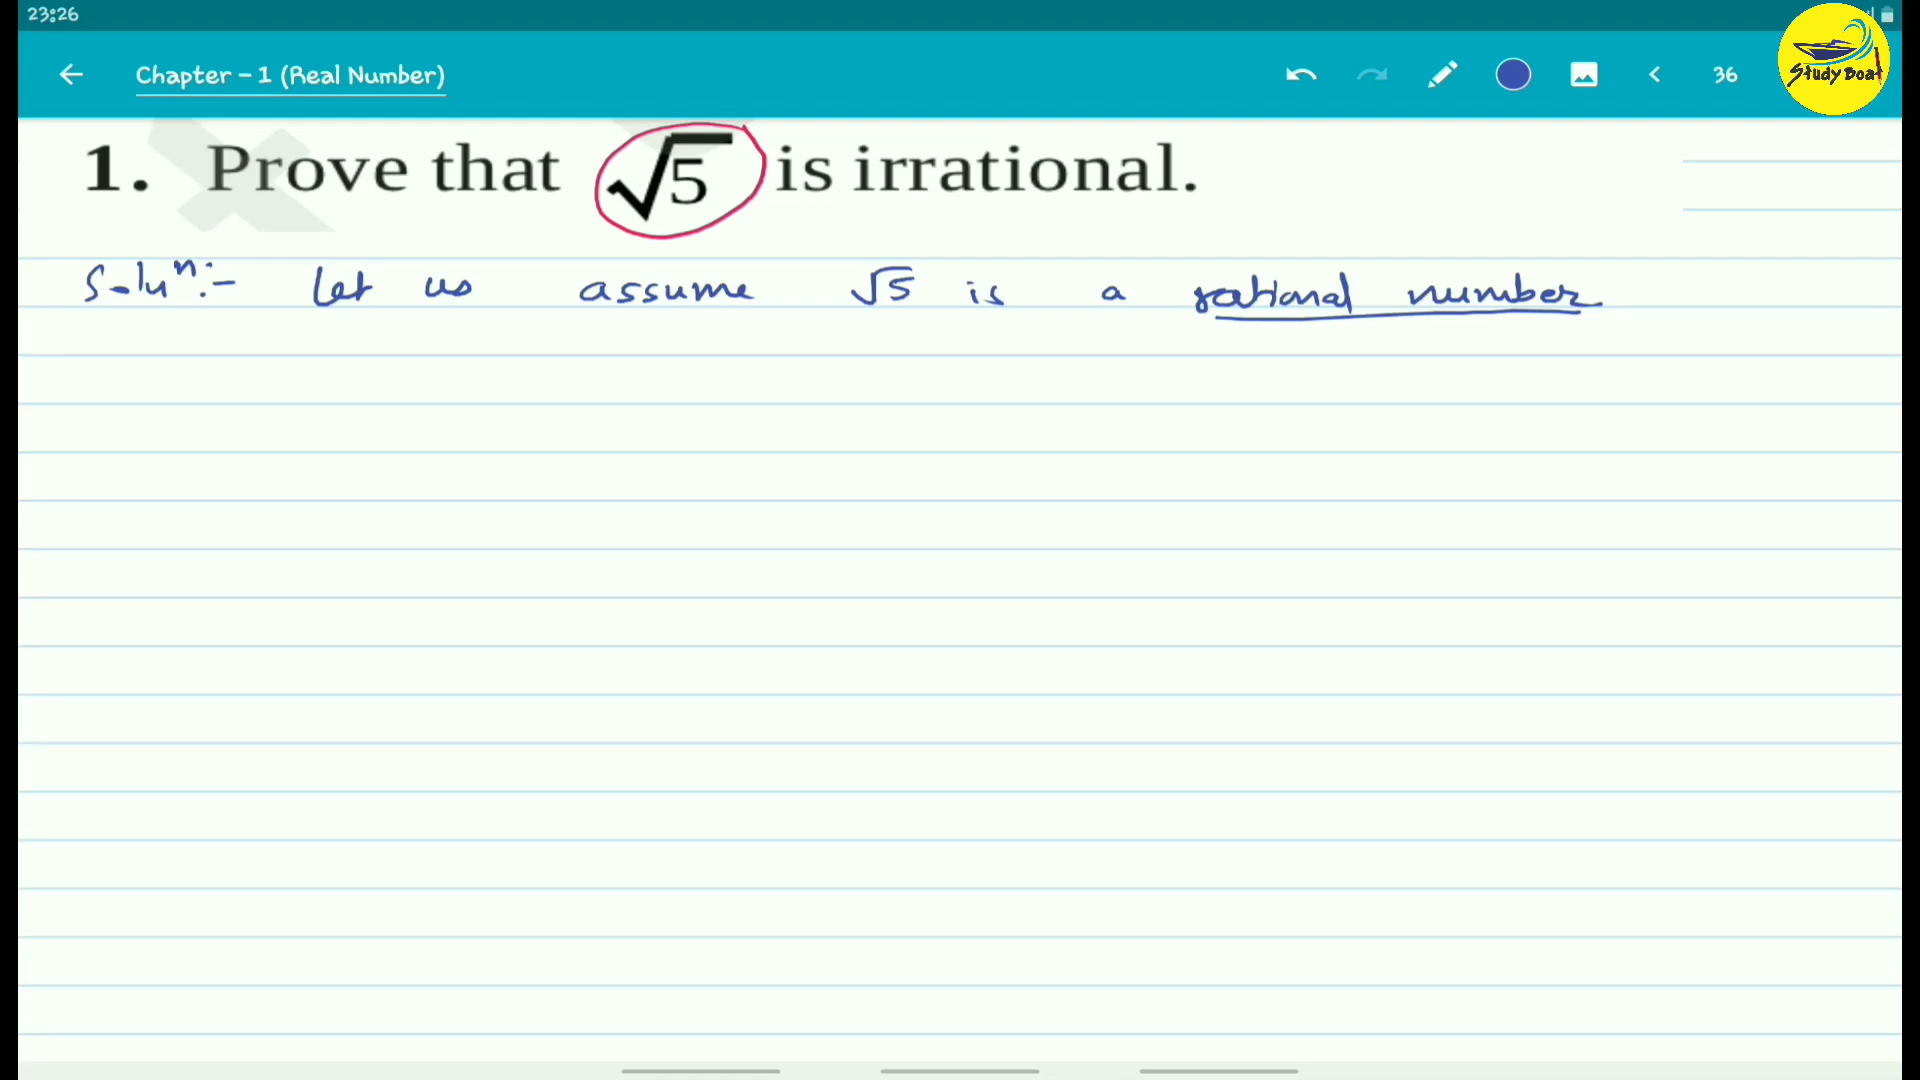 23:26
Chapter – 1 (Real Number)
36
Study Boat
1. Prove that √5 is irrational.
Soluⁿ:- Let us assume √5 is a rational number